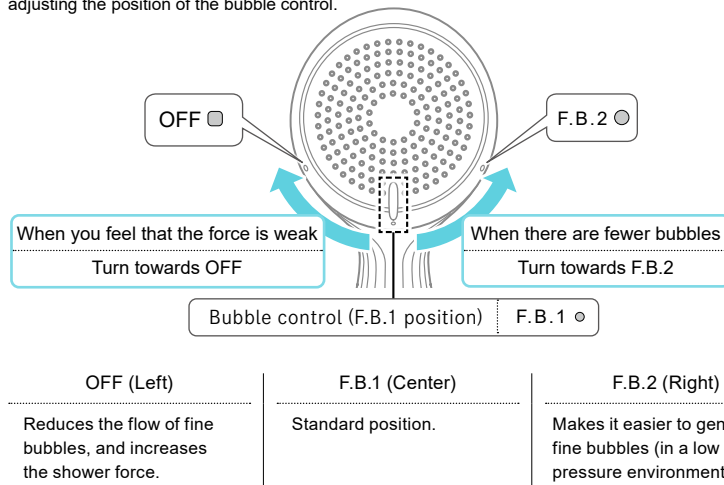 adjusting the position of the bubble control.
OFF
F.B.2
When you feel that the force is weak
Turn towards OFF
When there are fewer bubbles
Turn towards F.B.2
Bubble control (F.B.1 position) F.B.1
OFF (Left)
Reduces the flow of fine
bubbles, and increases
the shower force.
F.B.1 (Center)
Standard position.
F.B.2 (Right)
Makes it easier to gen
fine bubbles (in a low
pressure environment